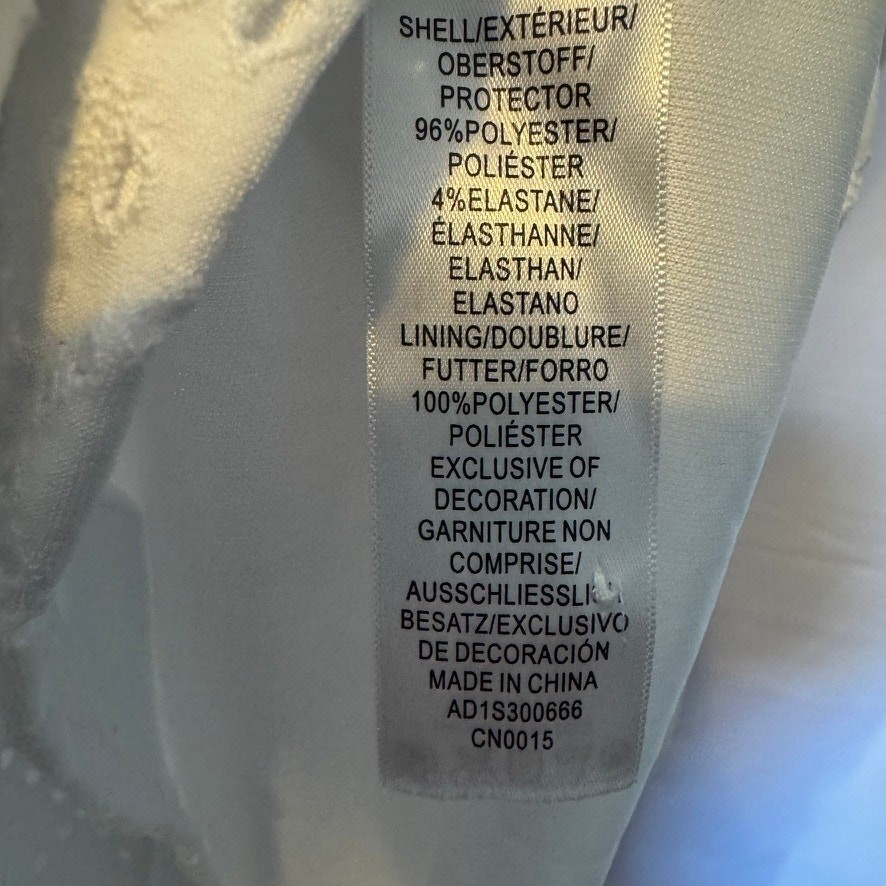 SHELL/EXTÉRIEUR/
OBERSTOFF/
PROTECTOR
96%POLYESTER/
POLIÉSTER
4%ELASTANE/
ÉLASTHANNE/
ELASTHAN/
ELASTANO
LINING/DOUBLURE/
FUTTER/FORRO
100%POLYESTER/
POLIÉSTER
EXCLUSIVE OF
DECORATION/
GARNITURE NON
COMPRISE/
BESATZ/EXCLUSIVO
DE DECORACIÓN
MADE IN CHINA
AD1S300666
CN0015